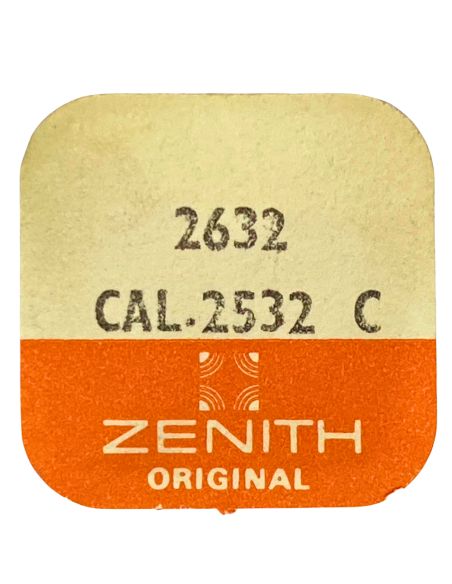 2632
CAL.2532 C
ZENITH
ORIGINAL